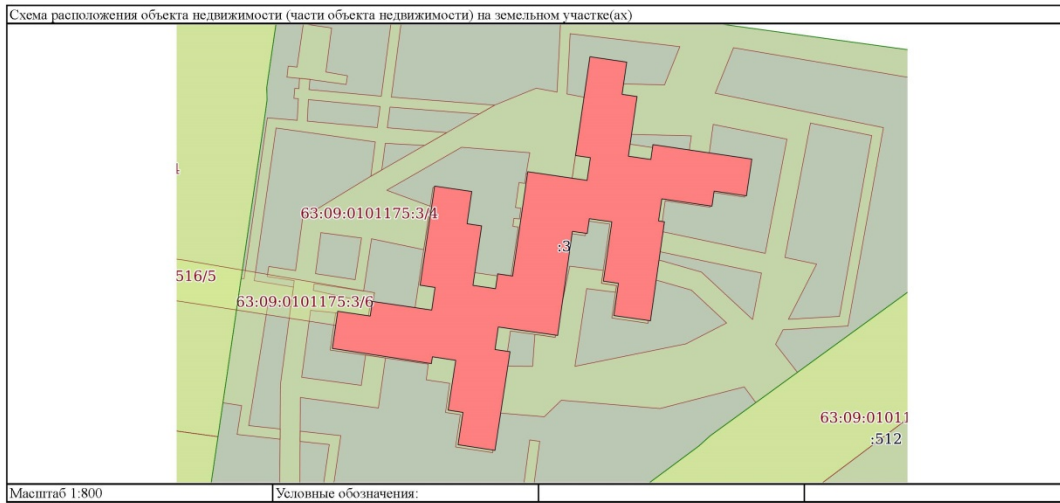 Схема расположения объекта недвижимости (части объекта недвижимости) на земельном участке(ах)
63:09:0101175:3/4
:3
516/5
63:09:0101175:3/6
63:09:01011
:512
Масштаб 1:800
Условные обозначения: